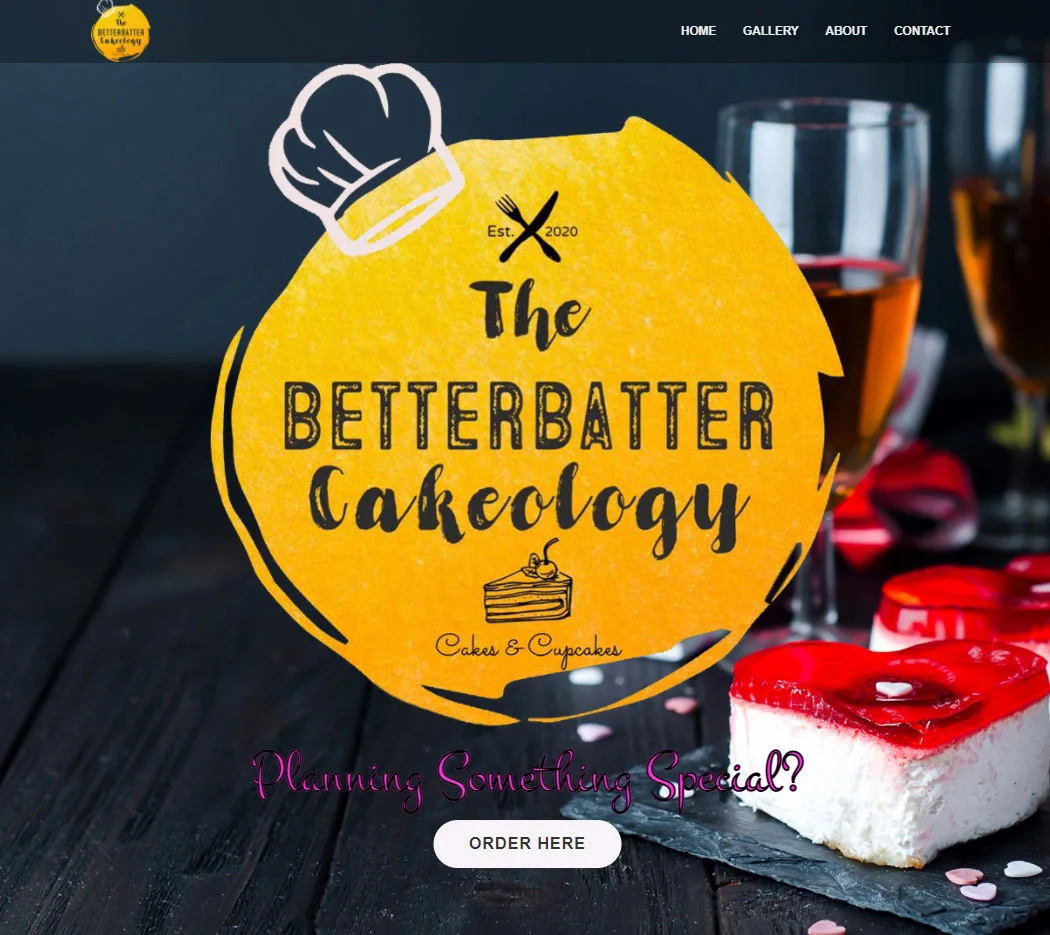 The
BETTERBATTER
Cakeology
HOME GALLERY ABOUT CONTACT
Est. 2020
The
BETTERBATTER
Cakeology
Cakes & Cupcakes
Planning Something Special?
ORDER HERE